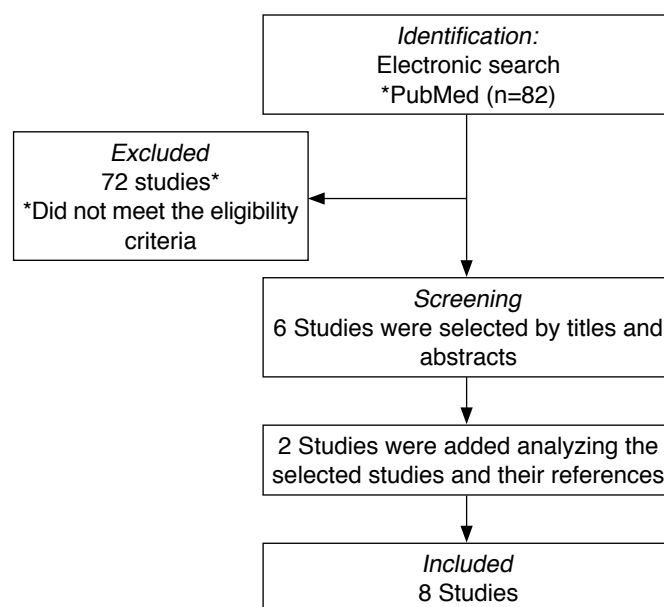 Identification:
Electronic search
*PubMed (n=82)
Excluded
72 studies*
*Did not meet the eligibility
criteria
Screening
6 Studies were selected by titles and
abstracts
2 Studies were added analyzing the
selected studies and their references
Included
8 Studies